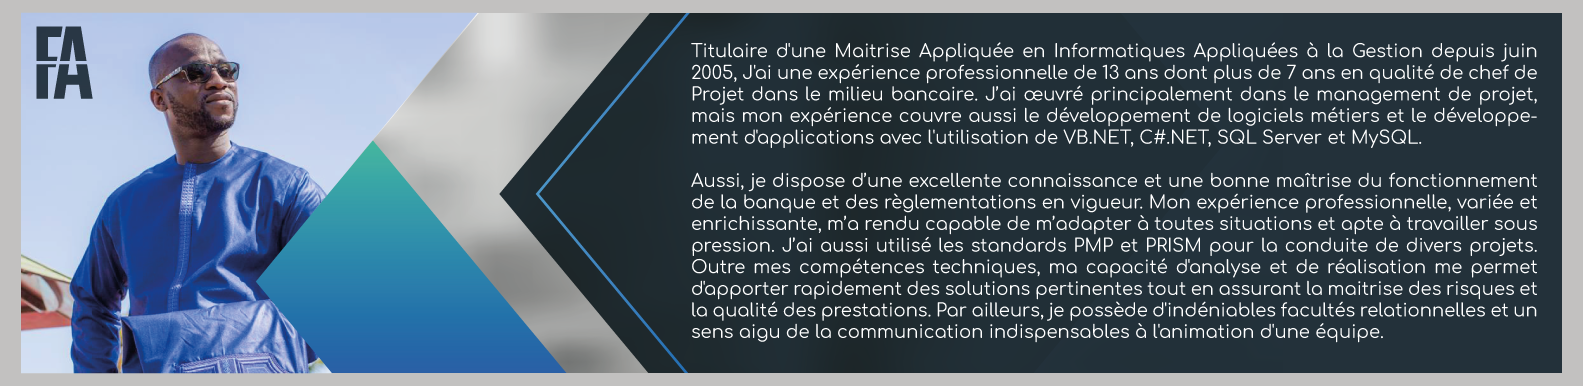 FA
FA
Titulaire d'une Maitrise Appliquée en Informatiques Appliquées à la Gestion depuis juin
2005, J'ai une expérience professionnelle de 13 ans dont plus de 7 ans en qualité de chef de
Projet dans le milieu bancaire. J'ai œuvré principalement dans le management de projet,
mais mon expérience couvre aussi le développement de logiciels métiers et le développe-
ment d'applications avec l'utilisation de VB.NET, C#.NET, SQL Server et MySQL.
Aussi, je dispose d'une excellente connaissance et une bonne maîtrise du fonctionnement
de la banque et des règlementations en vigueur. Mon expérience professionnelle, variée et
enrichissante, m'a rendu capable de m'adapter à toutes situations et apte à travailler sous
pression. J'ai aussi utilisé les standards PMP et PRISM pour la conduite de divers projets.
Outre mes compétences techniques, ma capacité d'analyse et de réalisation me permet
d'apporter rapidement des solutions pertinentes tout en assurant la maitrise des risques et
la qualité des prestations. Par ailleurs, je possède d'indéniables facultés relationnelles et un
sens aigu de la communication indispensables à l'animation d'une équipe.